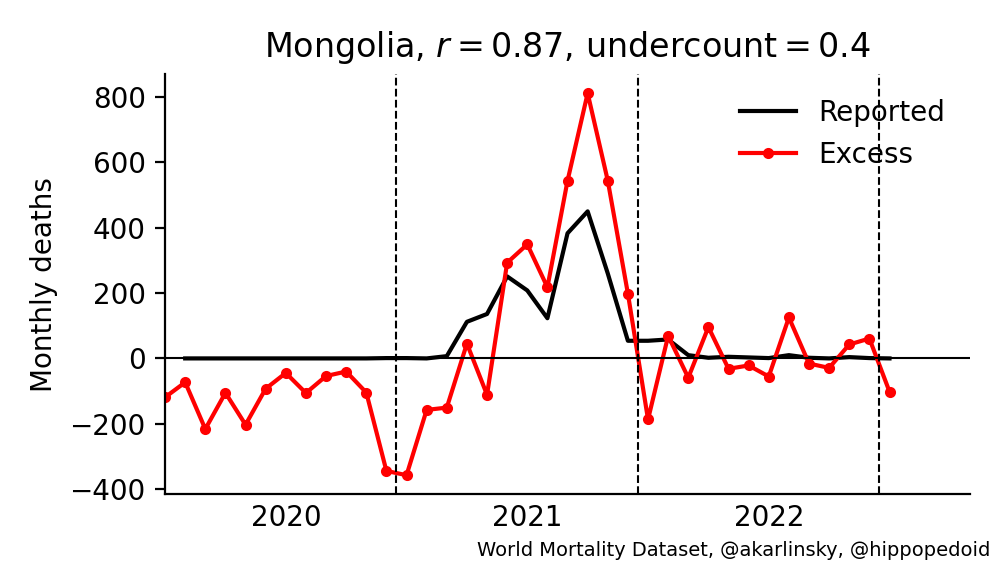 Mongolia, r = 0.87, undercount = 0.4
Reported
Excess
Monthly deaths
800
600
400
200
0
−200
−400
2020 2021 2022
World Mortality Dataset, @akarlinsky, @hippopedoid